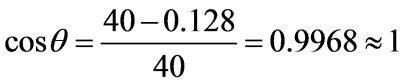 cosθ = (40 − 0.128) / 40 = 0.9968 ≈ 1